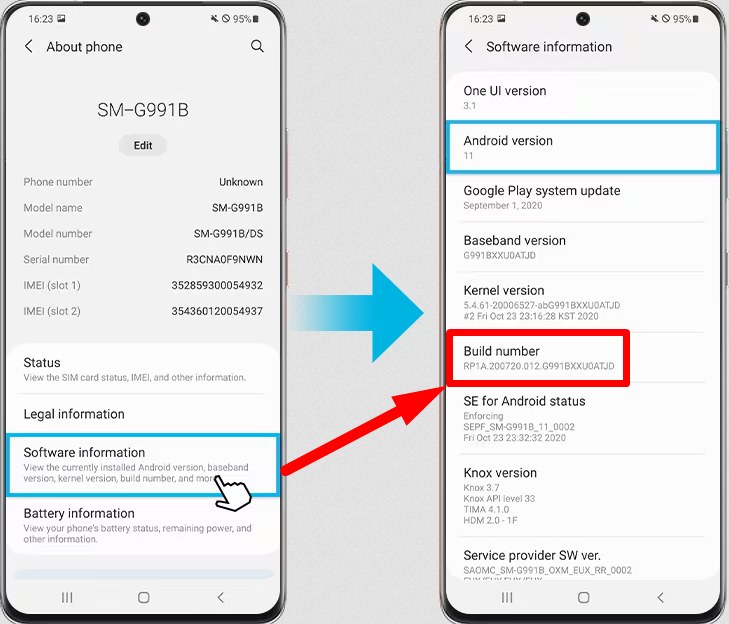 16:23
95%
About phone
SM-G991B
Edit
Phone number Unknown
Model name SM-G991B
Model number SM-G991B/DS
Serial number R3CNA0F9NWN
IMEI (slot 1) 352859300054932
IMEI (slot 2) 354360120054937
Status
View the SIM card status, IMEI, and other information.
Legal information
Software information
View the currently installed Android version, baseband
version, kernel version, build number, and more.
Battery information
View your phone's battery status, remaining power, and
other information.
16:23
95%
Software information
One UI version
3.1
Android version
11
Google Play system update
September 1, 2020
Baseband version
G991BXXU0ATJD
Kernel version
5.4.61-20006527-abG991BXXU0ATJD
#2 Fri Oct 23 23:16:28 KST 2020
Build number
RP1A.200720.012.G991BXXU0ATJD
SE for Android status
Enforcing
SEPF_SM-G991B_11_0002
Fri Oct 23 23:32:32 2020
Knox version
Knox 3.7
Knox API level 33
TIMA 4.1.0
HDM 2.0 - 1F
Service provider SW ver.
SAOMC_SM-G991B_OXM_EUX_RR_0002